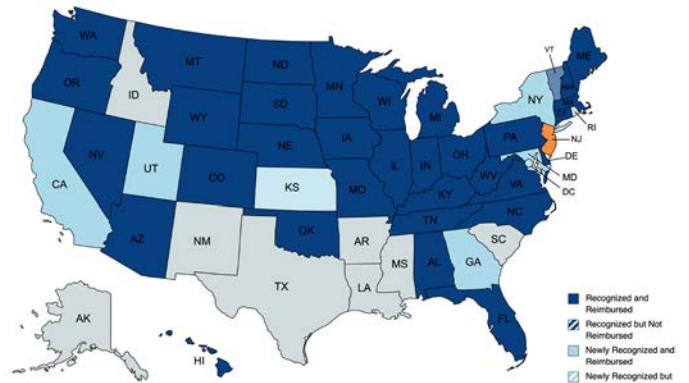 WA
OR
ID
MT
ND
MN
WI
MI
VT
NH
ME
NY
MA
CT
RI
NJ
PA
DE
MD
DC
CA
NV
UT
WY
SD
NE
IA
IL
IN
OH
WV
VA
CO
KS
MO
KY
NC
TN
AZ
NM
OK
AR
SC
MS
AL
GA
TX
LA
FL
AK
HI
Recognized and
Reimbursed
Recognized but Not
Reimbursed
Newly Recognized and
Reimbursed
Newly Recognized but